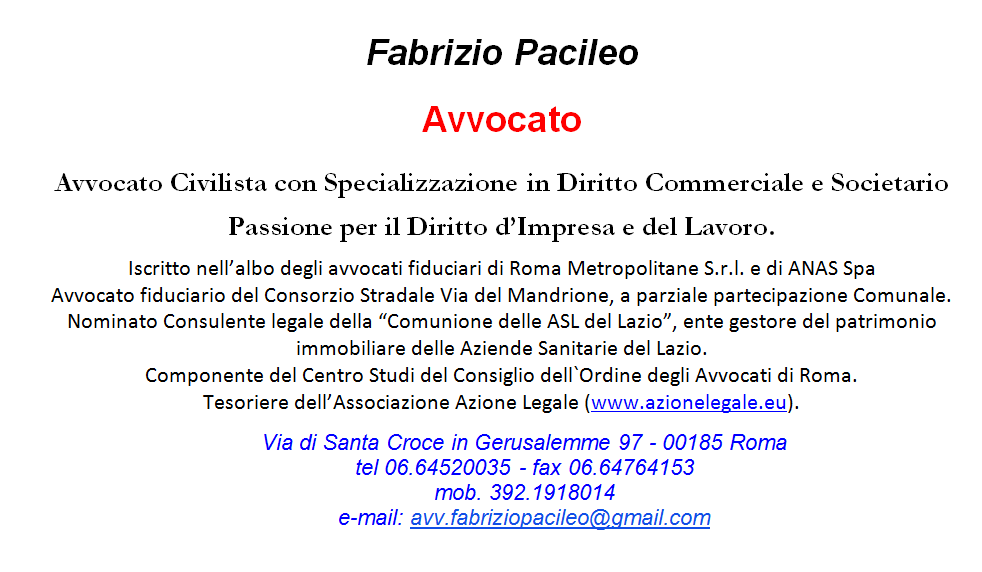 Fabrizio Pacileo
Avvocato
Avvocato Civilista con Specializzazione in Diritto Commerciale e Societario
Passione per il Diritto d’Impresa e del Lavoro.
Iscritto nell’albo degli avvocati fiduciari di Roma Metropolitane S.r.l. e di ANAS Spa
Avvocato fiduciario del Consorzio Stradale Via del Mandrione, a parziale partecipazione Comunale.
Nominato Consulente legale della “Comunione delle ASL del Lazio”, ente gestore del patrimonio
immobiliare delle Aziende Sanitarie del Lazio.
Componente del Centro Studi del Consiglio dell`Ordine degli Avvocati di Roma.
Tesoriere dell’Associazione Azione Legale (www.azionelegale.eu).
Via di Santa Croce in Gerusalemme 97 - 00185 Roma
tel 06.64520035 - fax 06.64764153
mob. 392.1918014
e-mail: avv.fabriziopacileo@gmail.com